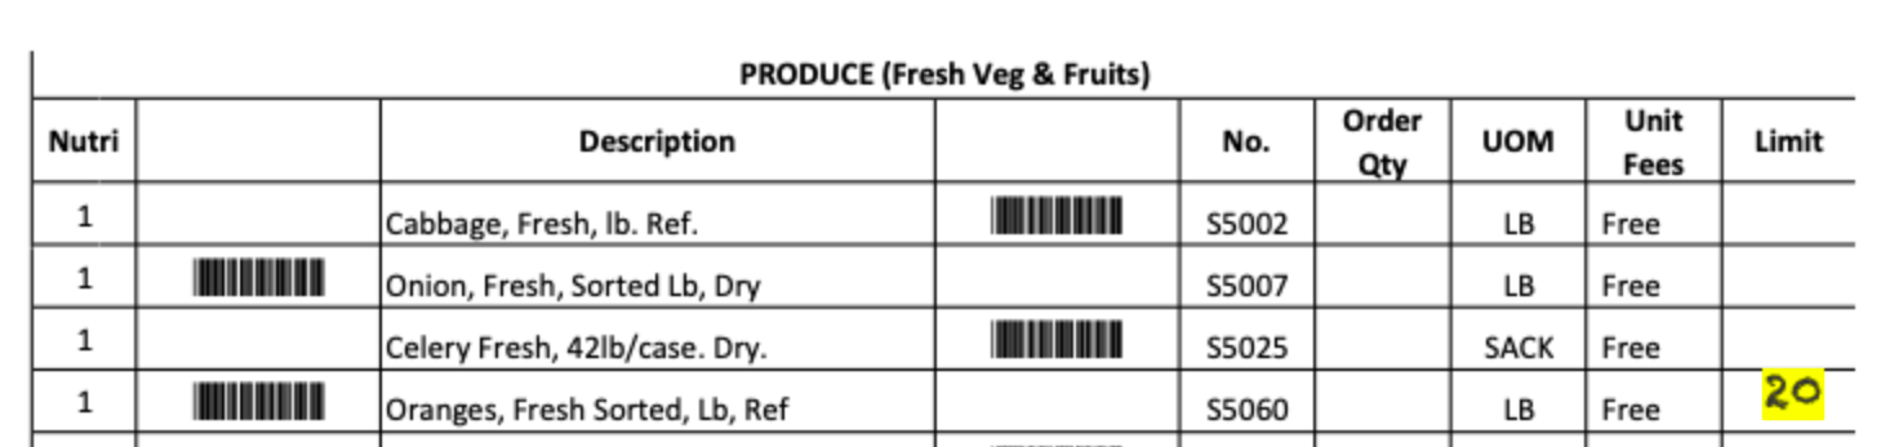 PRODUCE (Fresh Veg & Fruits)
Nutri Description No. Order Qty UOM Unit Fees Limit
1 Cabbage, Fresh, lb. Ref. S5002 LB Free
1 Onion, Fresh, Sorted Lb, Dry S5007 LB Free
1 Celery Fresh, 42lb/case. Dry. S5025 SACK Free
1 Oranges, Fresh Sorted, Lb, Ref S5060 LB Free 20